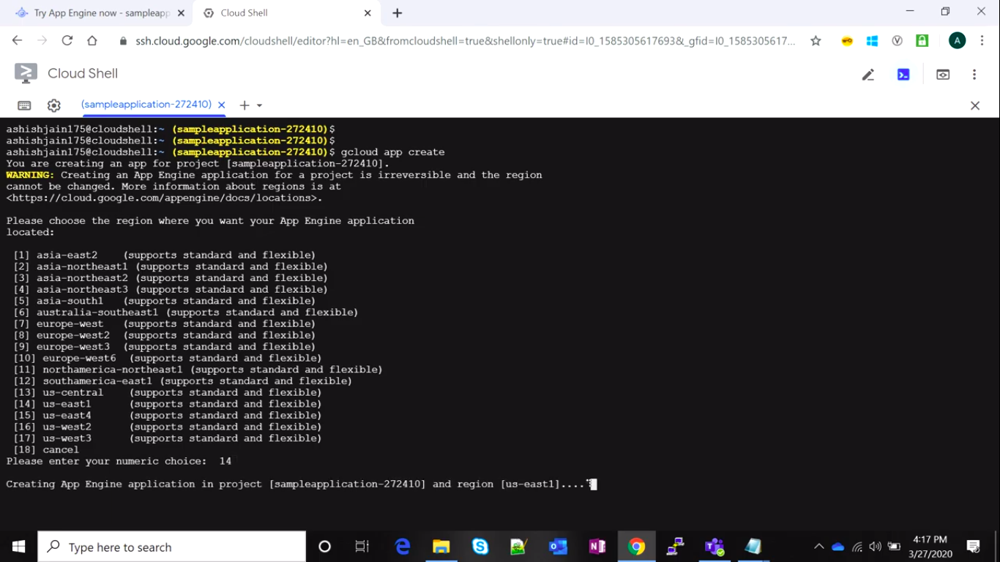 Try App Engine now - sampleapp
Cloud Shell
ssh.cloud.google.com/cloudshell/editor?hl=en_GB&fromcloudshell=true&shellonly=true#id=I0_1585305617693&_gfid=I0_1585305617...
A
Cloud Shell
(sampleapplication-272410)
ashishjain175@cloudshell:~ (sampleapplication-272410)$
ashishjain175@cloudshell:~ (sampleapplication-272410)$
ashishjain175@cloudshell:~ (sampleapplication-272410)$ gcloud app create
You are creating an app for project [sampleapplication-272410].
WARNING: Creating an App Engine application for a project is irreversible and the region
cannot be changed. More information about regions is at
<https://cloud.google.com/appengine/docs/locations>.
Please choose the region where you want your App Engine application
located:
[1] asia-east2 (supports standard and flexible)
[2] asia-northeast1 (supports standard and flexible)
[3] asia-northeast2 (supports standard and flexible)
[4] asia-northeast3 (supports standard and flexible)
[5] asia-south1 (supports standard and flexible)
[6] australia-southeast1 (supports standard and flexible)
[7] europe-west (supports standard and flexible)
[8] europe-west2 (supports standard and flexible)
[9] europe-west3 (supports standard and flexible)
[10] europe-west6 (supports standard and flexible)
[11] northamerica-northeast1 (supports standard and flexible)
[12] southamerica-east1 (supports standard and flexible)
[13] us-central (supports standard and flexible)
[14] us-east1 (supports standard and flexible)
[15] us-east4 (supports standard and flexible)
[16] us-west2 (supports standard and flexible)
[17] us-west3 (supports standard and flexible)
[18] cancel
Please enter your numeric choice: 14
Creating App Engine application in project [sampleapplication-272410] and region [us-east1]....
Type here to search
4:17 PM
3/27/2020